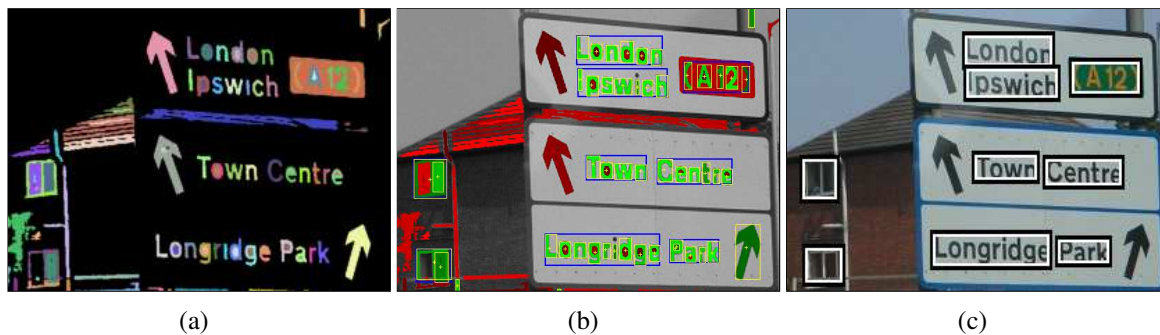 London
Ipswich
A12
Town Centre
Longridge Park
London
Ipswich
A12
Town Centre
Longridge Park
London
Ipswich
A12
Town Centre
Longridge Park
(a)
(b)
(c)